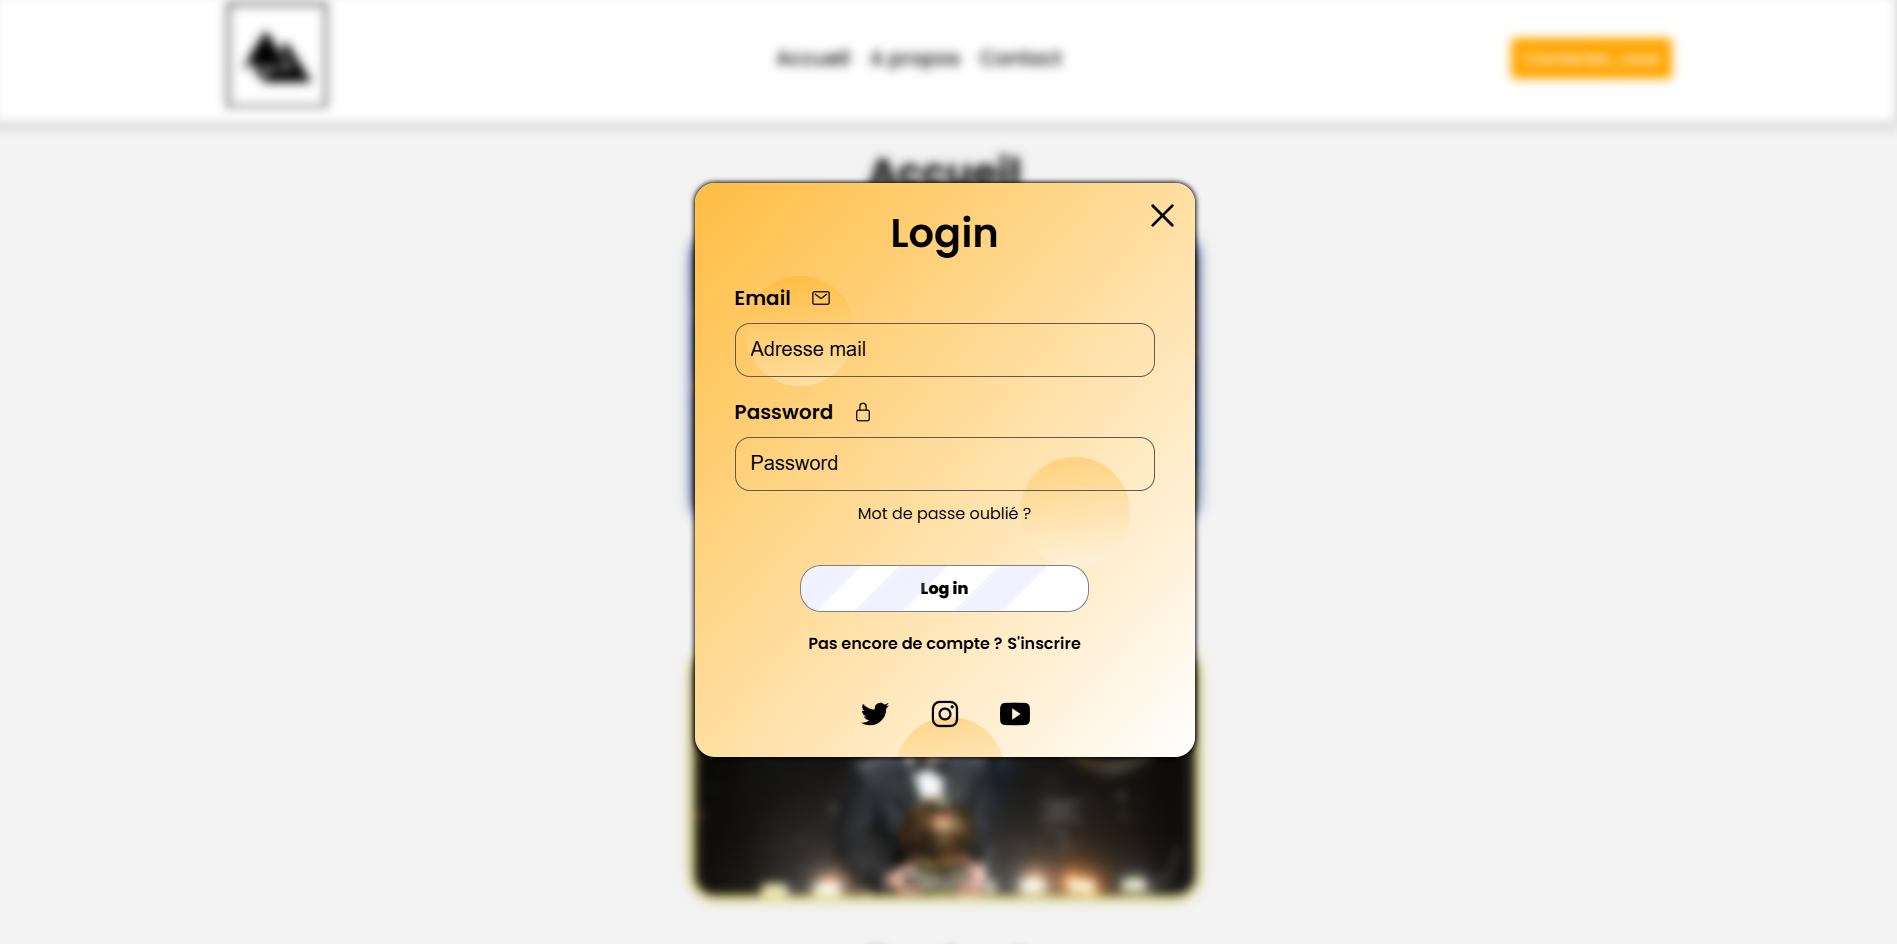 Accueil A propos Contact
Accueil
Login
Email
Adresse mail
Password
Password
Mot de passe oublié ?
Log in
Pas encore de compte ? S'inscrire